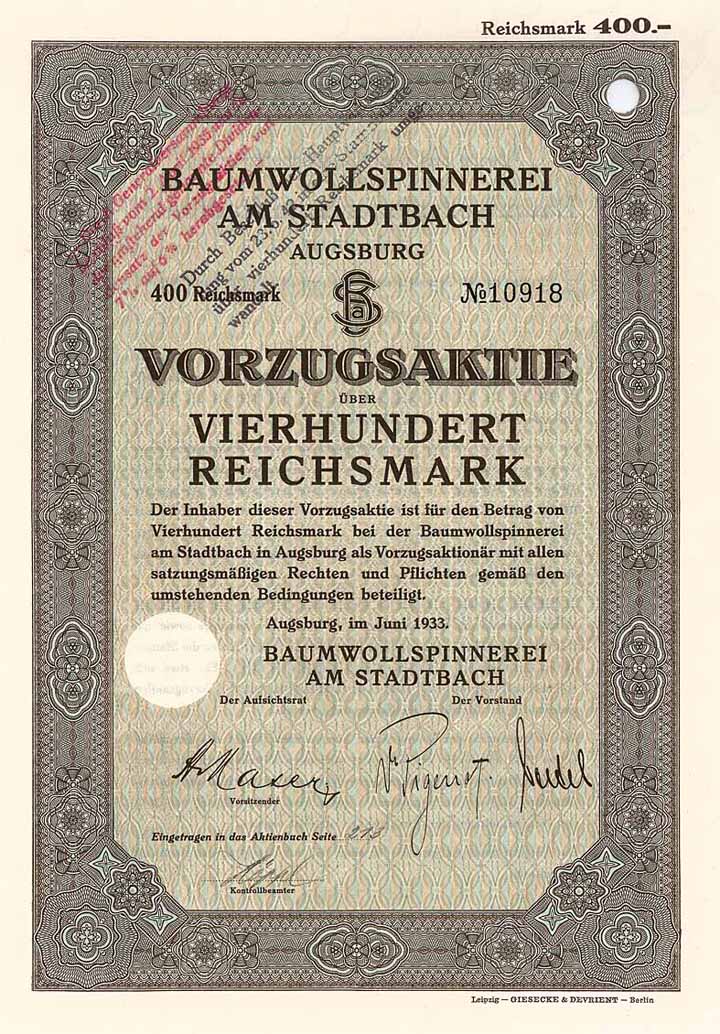 Reichsmark 400.–
BAUMWOLLSPINNEREI
AM STADTBACH
AUGSBURG
400 Reichsmark
№10918
VORZUGSAKTIE
ÜBER
VIERHUNDERT
REICHSMARK
Der Inhaber dieser Vorzugsaktie ist für den Betrag von
Vierhundert Reichsmark bei der Baumwollspinnerei
am Stadtbach in Augsburg als Vorzugsaktionär mit allen
satzungsmäßigen Rechten und Pflichten gemäß den
umstehenden Bedingungen beteiligt.
Augsburg, im Juni 1933.
BAUMWOLLSPINNEREI
AM STADTBACH
Der Aufsichtsrat
Der Vorstand
Vorsitzender
Eingetragen in das Aktienbuch Seite
Kontrollbeamter
Leipzig — GIESECKE & DEVRIENT — Berlin